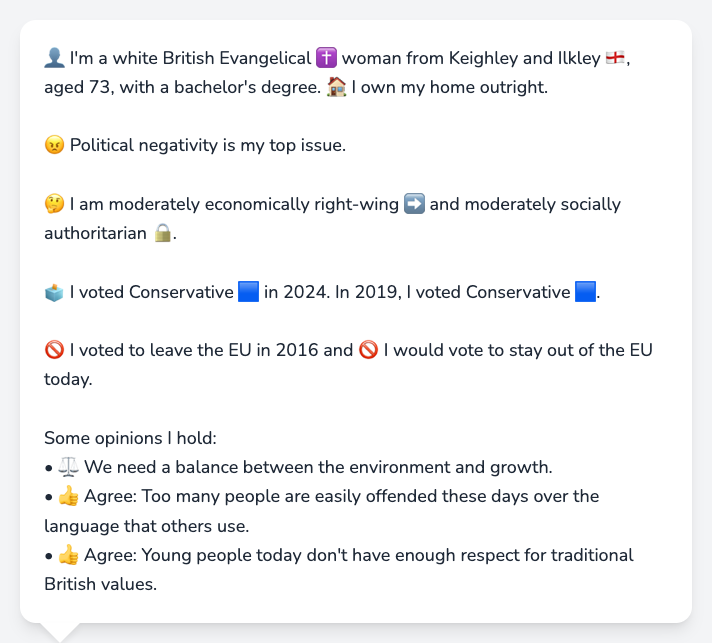 👤 I'm a white British Evangelical ✝️ woman from Keighley and Ilkley 🏴󠁧󠁢󠁥󠁮󠁧󠁿,
aged 73, with a bachelor's degree. 🏠 I own my home outright.
😠 Political negativity is my top issue.
🤔 I am moderately economically right-wing ➡️ and moderately socially
authoritarian 🔒.
🗳️ I voted Conservative 🟦 in 2024. In 2019, I voted Conservative 🟦.
🚫 I voted to leave the EU in 2016 and 🚫 I would vote to stay out of the EU
today.
Some opinions I hold:
• ⚖️ We need a balance between the environment and growth.
• 👍 Agree: Too many people are easily offended these days over the
language that others use.
• 👍 Agree: Young people today don't have enough respect for traditional
British values.